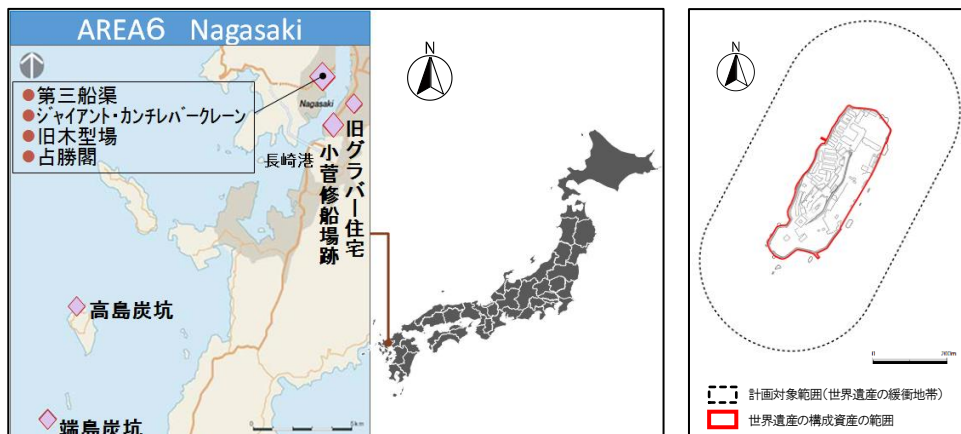 AREA6 Nagasaki
●第三船渠
●ジャイアント・カンチレバークレーン
●旧木型場
●占勝閣
Nagasaki
長崎港
旧グラバー住宅
小菅修船場跡
高島炭坑
端島炭坑
0 5km
N
N
0 200m
計画対象範囲(世界遺産の緩衝地帯)
世界遺産の構成資産の範囲